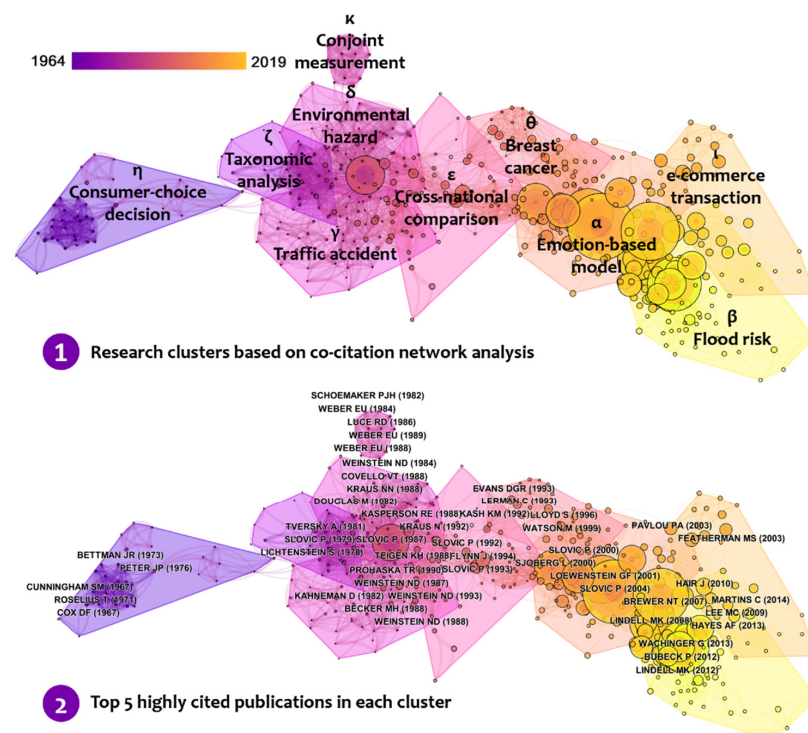 κ
Conjoint
measurement
1964
2019
δ
Environmental
hazard
θ
Breast
cancer
ι
e-commerce
transaction
ζ
Taxonomic
analysis
η
Consumer-choice
decision
ε
Cross-national
comparison
γ
Traffic accident
α
Emotion-based
model
β
Flood risk
1 Research clusters based on co-citation network analysis
SCHOEMAKER PJH (1982)
WEBER EU (1984)
LUCE RD (1986)
WEBER EU (1989)
WEBER EU (1988)
WEINSTEIN ND (1984)
COVELLO VT (1988)
KRAUS NN (1988)
EVANS DGR (1993)
DOUGLAS M (1982)
LERMAN C (1993)
KASPERSON RE (1988)
KASH KM (1992)
LLOYD S (1996)
TVERSKY A (1981)
KRAUS N (1992)
WATSON M (1999)
PAVLOU PA (2003)
SLOVIC P (1979)
SLOVIC P (1987)
SLOVIC P (1992)
FEATHERMAN MS (2003)
LICHTENSTEIN S (1978)
TEIGEN KH (1988)
FLYNN J (1994)
SLOVIC P (2000)
BETTMAN JR (1973)
PETER JP (1976)
PROHASKA TR (1990)
SLOVIC P (1993)
SJOBERG L (2000)
LOEWENSTEIN GF (2001)
WEINSTEIN ND (1987)
SLOVIC P (2004)
HAIR J (2010)
CUNNINGHAM SM (1967)
KAHNEMAN D (1982)
WEINSTEIN ND (1993)
BREWER NT (2007)
MARTINS C (2014)
ROSELIUS T (1971)
BECKER MH (1988)
LEE MC (2009)
COX DF (1967)
WEINSTEIN ND (1988)
LINDELL MK (2008)
HAYES AF (2013)
WACHINGER G (2013)
BUBECK P (2012)
LINDELL MK (2012)
2 Top 5 highly cited publications in each cluster